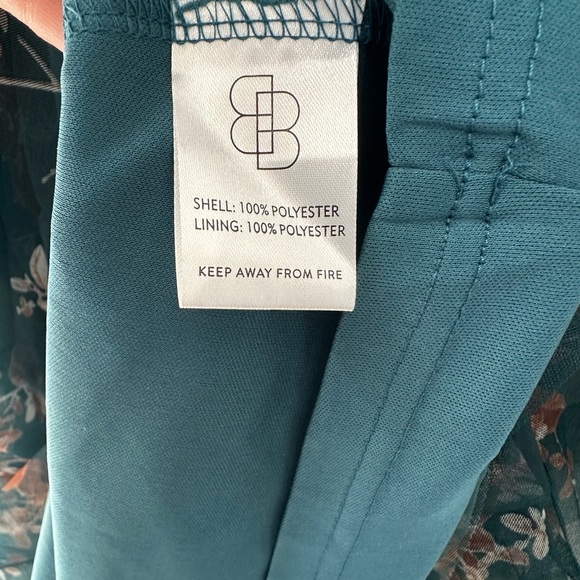 SHELL: 100% POLYESTER
LINING: 100% POLYESTER
KEEP AWAY FROM FIRE